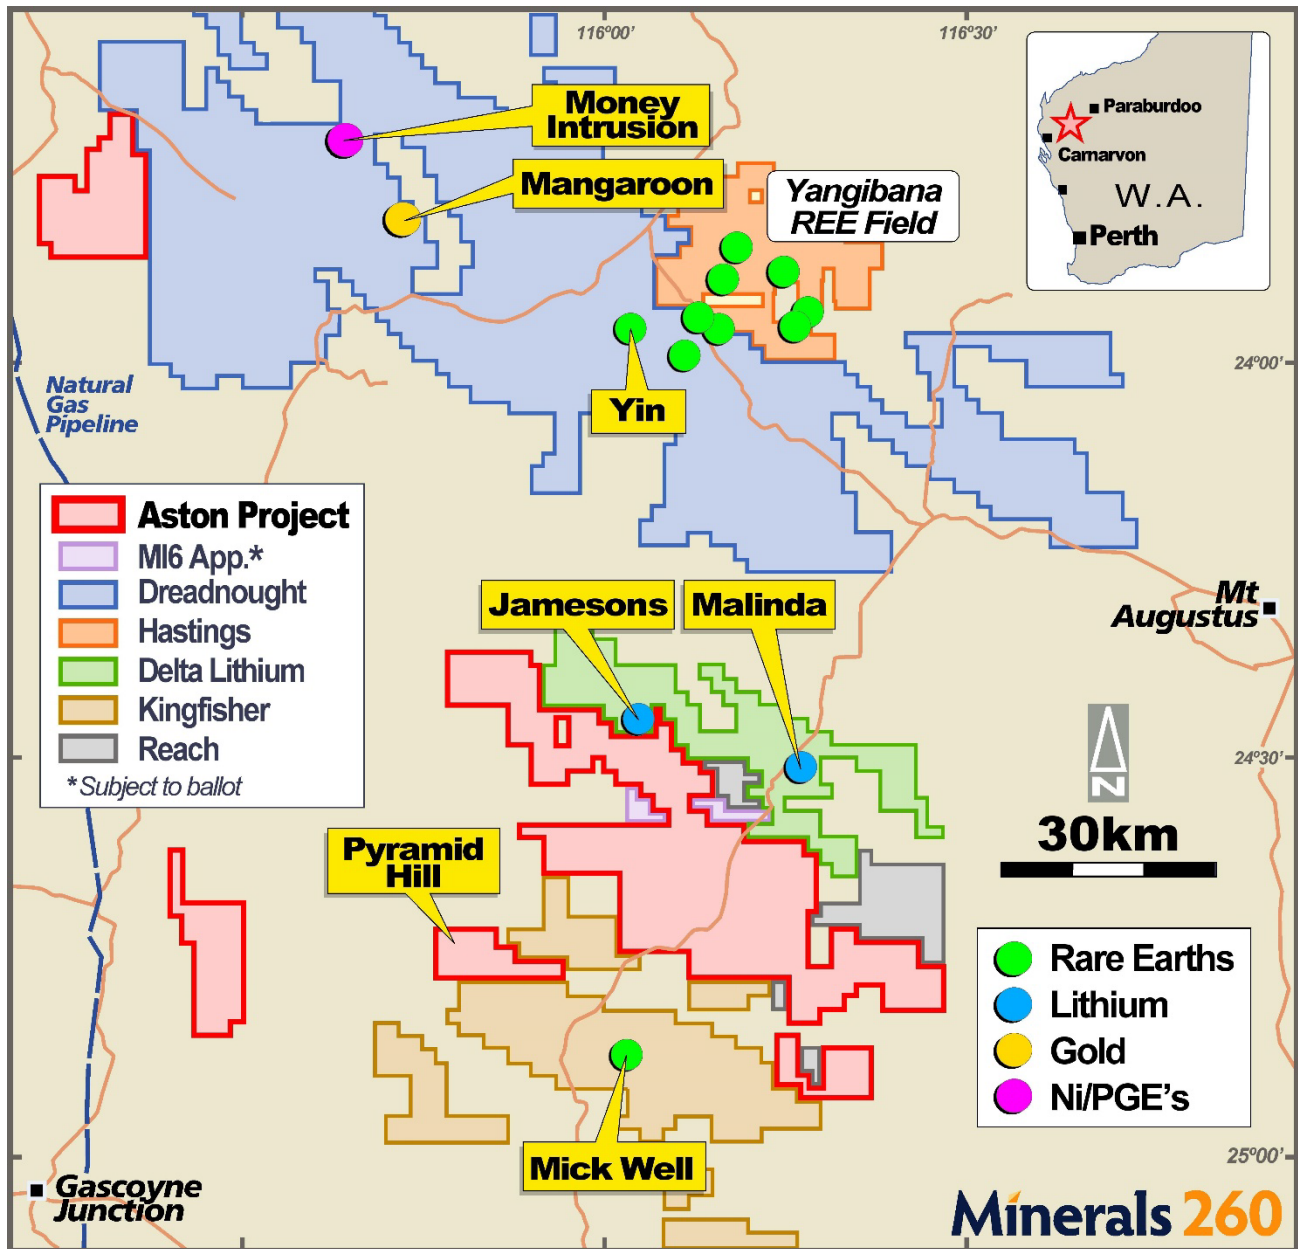 116°00'
116°30'
Money
Intrusion
Mangaroon
Yangibana
REE Field
Paraburdoo
Carnarvon
W.A.
Perth
24°00'
Natural
Gas
Pipeline
Yin
Aston Project
MI6 App.*
Dreadnought
Hastings
Delta Lithium
Kingfisher
Reach
*Subject to ballot
Jamesons
Malinda
Mt
Augustus
24°30'
N
30km
Pyramid
Hill
Rare Earths
Lithium
Gold
Ni/PGE's
Mick Well
25°00'
Gascoyne
Junction
Minerals 260